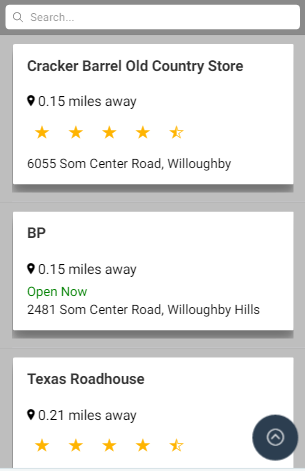 Search...
Cracker Barrel Old Country Store
0.15 miles away
6055 Som Center Road, Willoughby
BP
0.15 miles away
Open Now
2481 Som Center Road, Willoughby Hills
Texas Roadhouse
0.21 miles away